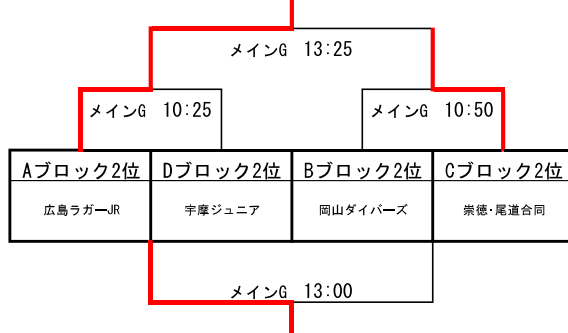 メインG 13:25
メインG 10:25
メインG 10:50
Aブロック2位
Dブロック2位
Bブロック2位
Cブロック2位
広島ラガーJR
宇摩ジュニア
岡山ダイバーズ
崇徳・尾道合同
メインG 13:00